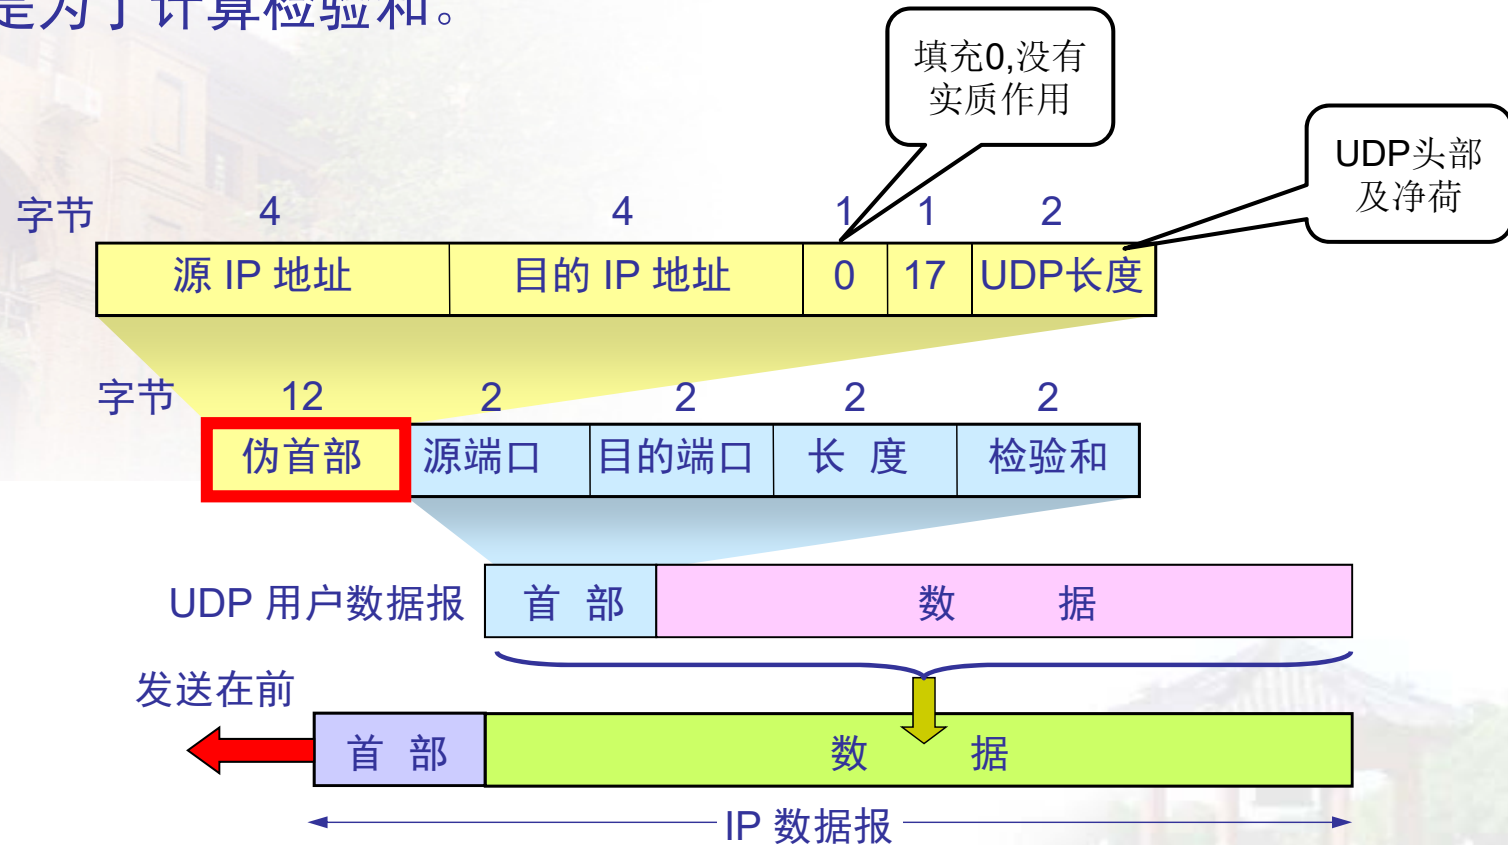 是为了计算检验和。
填充0,没有
实质作用
UDP头部
及净荷
字节 4 4 1 1 2
源 IP 地址 目的 IP 地址 0 17 UDP长度
字节 12 2 2 2 2
伪首部 源端口 目的端口 长 度 检验和
UDP 用户数据报 首 部 数 据
发送在前
首 部 数 据
IP 数据报